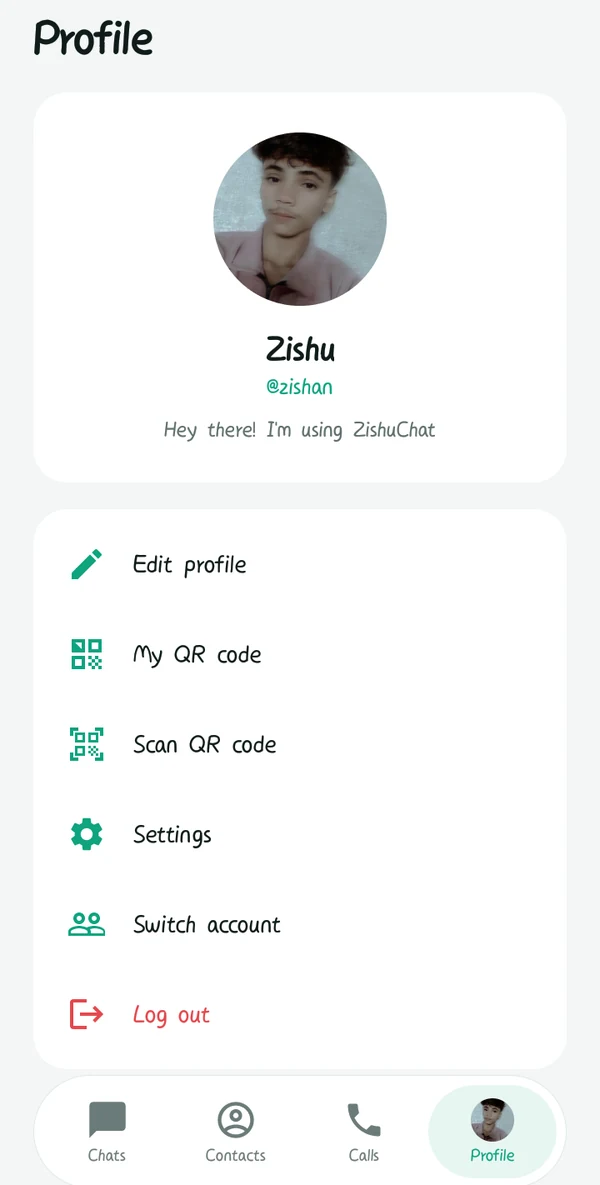 Profile
Zishu
@zishan
Hey there! I'm using ZishuChat
Edit profile
My QR code
Scan QR code
Settings
Switch account
Log out
Chats
Contacts
Calls
Profile